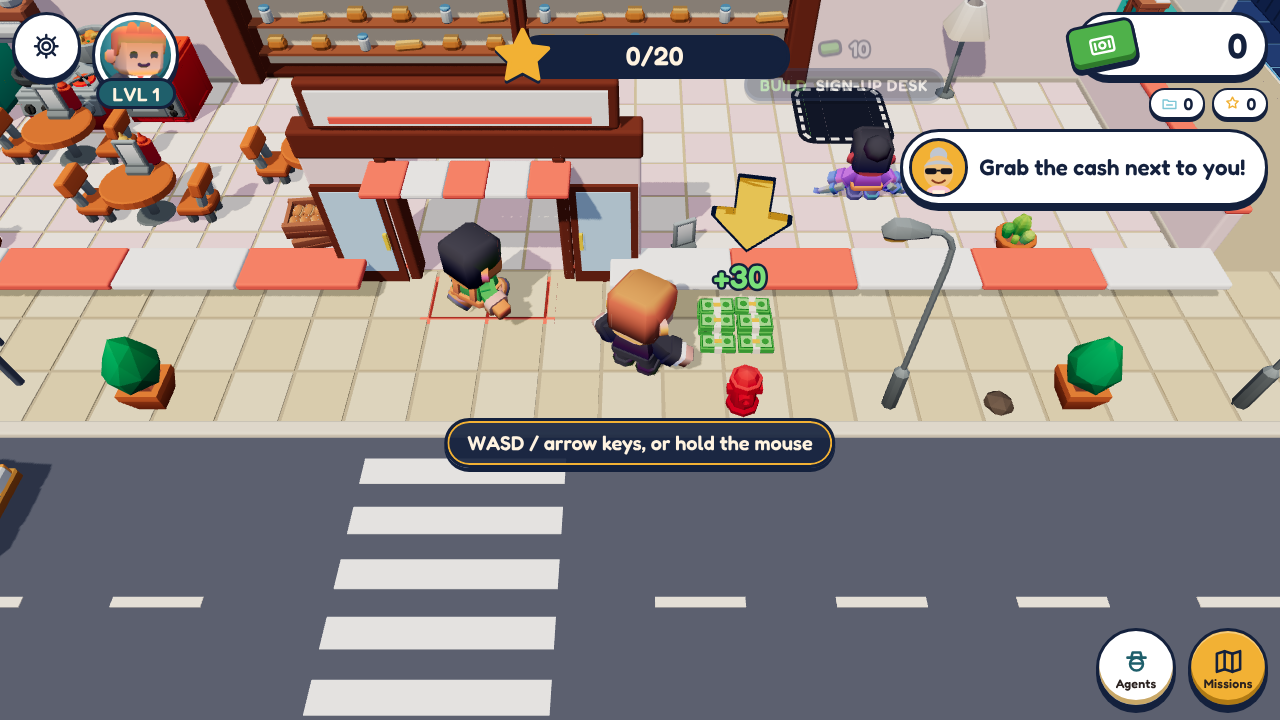 0/20
10
0
LVL 1
BUILD SIGN-UP DESK
0
0
Grab the cash next to you!
+30
WASD / arrow keys, or hold the mouse
Agents
Missions